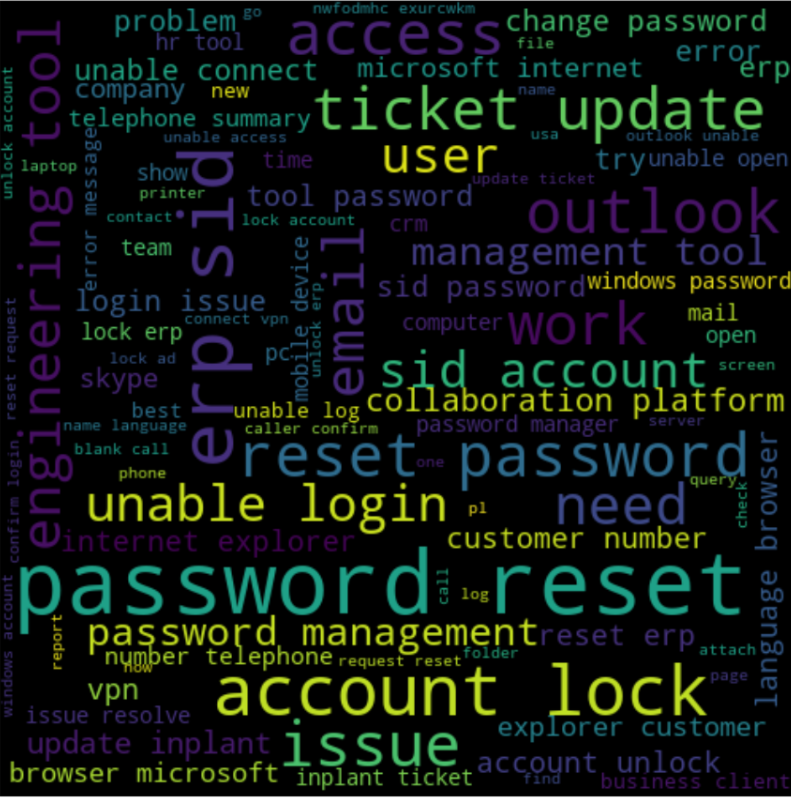 nwfodmhc exurcwkm
problem
go
access
change password
hr tool
file
error
unable connect
microsoft internet
erp
company
new
name
ticket update
telephone summary
engineering tool
unlock account
unable access
usa
outlook unable
user
time
try
unable open
laptop
error message
show
erp sid
update ticket
printer
tool password
outlook
contact
lock account
crm
team
email
management tool
mobile device
sid password
windows password
login issue
unlock erp
reset request
connect vpn
computer
work
mail
lock erp
open
lock ad
pc
sid account
screen
skype
best
unable log
collaboration platform
name language
caller confirm
password manager
server
language browser
blank call
reset password
one
phone
query
confirm login
unable login
pl
need
check
internet explorer
customer number
password reset
call
log
windows account
report
password management
reset erp
number telephone
now
request reset
folder
attach
vpn
account lock
page
issue resolve
explorer customer
update inplant
issue
account unlock
browser microsoft
inplant ticket
find
business client